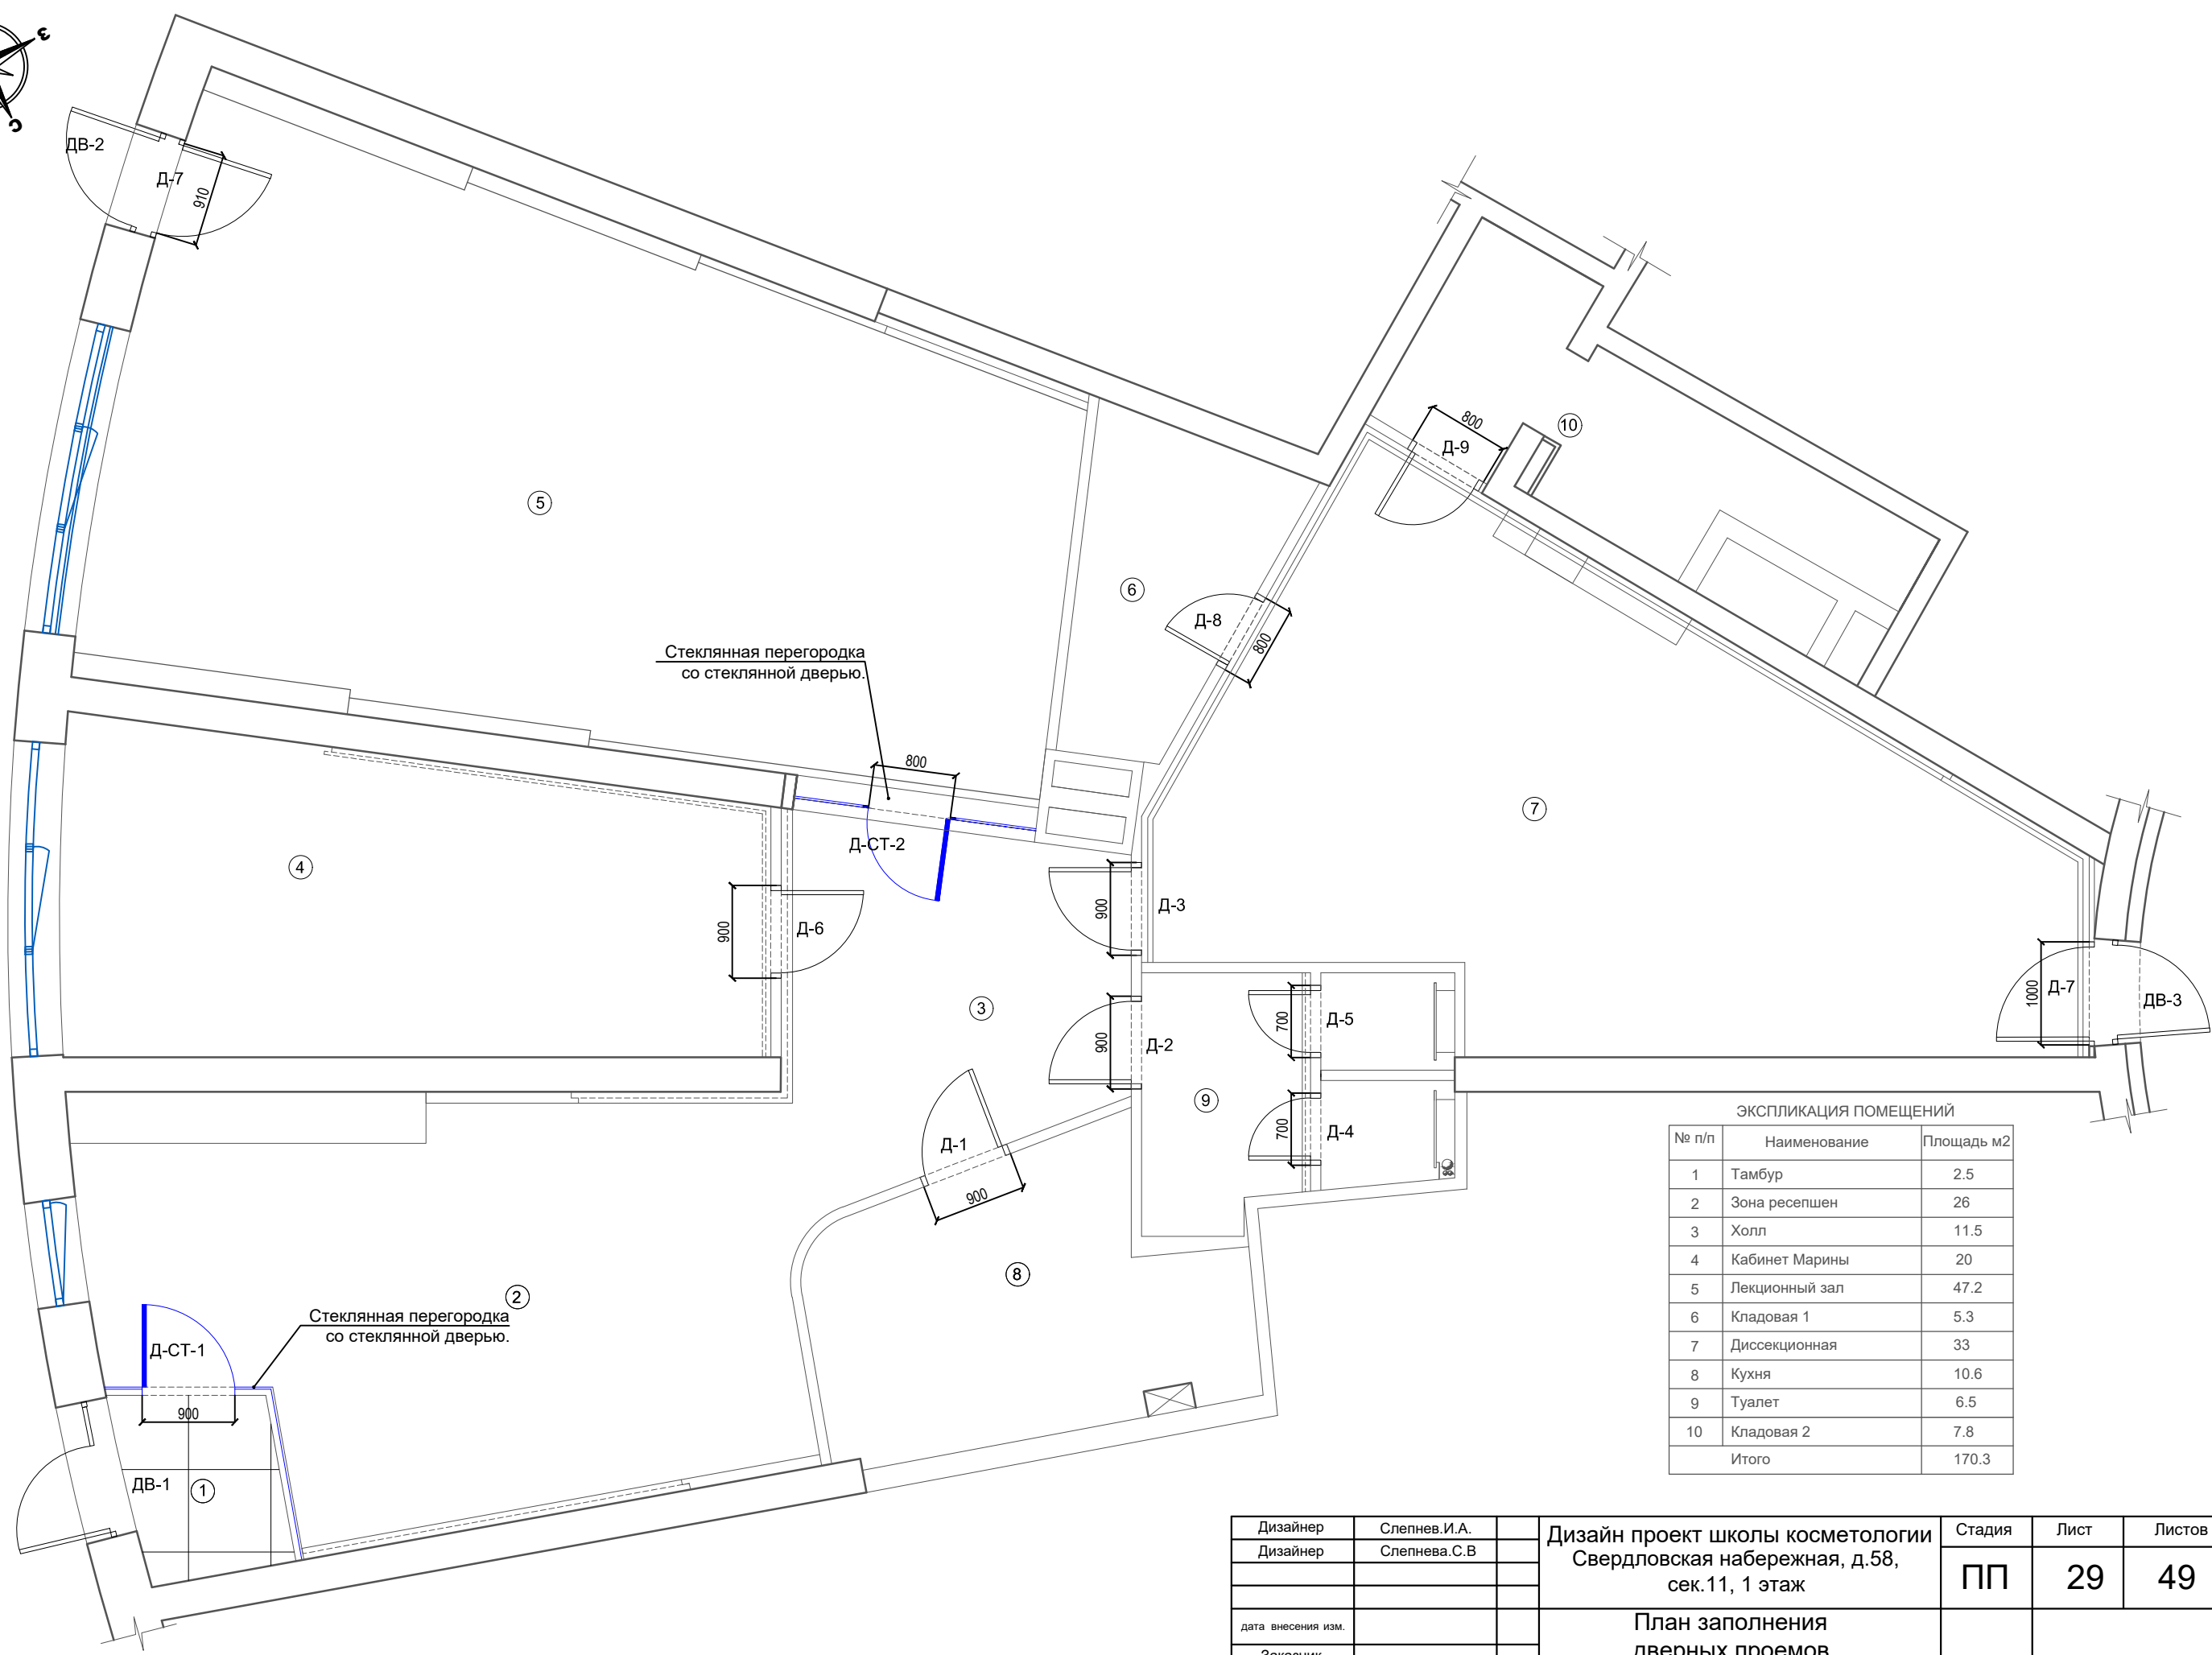 З
С
ДВ-2
Д-7
910
5
6
Д-8
800
800
Д-9
10
Стеклянная перегородка
со стеклянной дверью.
800
Д-СТ-2
4
900
Д-6
900
Д-3
7
3
900
Д-2
700
Д-5
1000
Д-7
ДВ-3
9
700
Д-4
Д-1
900
8
2
Стеклянная перегородка
со стеклянной дверью.
Д-СТ-1
900
ДВ-1
1
ЭКСПЛИКАЦИЯ ПОМЕЩЕНИЙ
№ п/п Наименование Площадь м2
1 Тамбур 2.5
2 Зона ресепшен 26
3 Холл 11.5
4 Кабинет Марины 20
5 Лекционный зал 47.2
6 Кладовая 1 5.3
7 Диссекционная 33
8 Кухня 10.6
9 Туалет 6.5
10 Кладовая 2 7.8
Итого 170.3
Дизайнер Слепнев.И.А.
Дизайнер Слепнева.С.В
дата внесения изм.
Заказчик
Дизайн проект школы косметологии
Свердловская набережная, д.58,
сек.11, 1 этаж
Стадия Лист Листов
ПП 29 49
План заполнения
дверных проемов